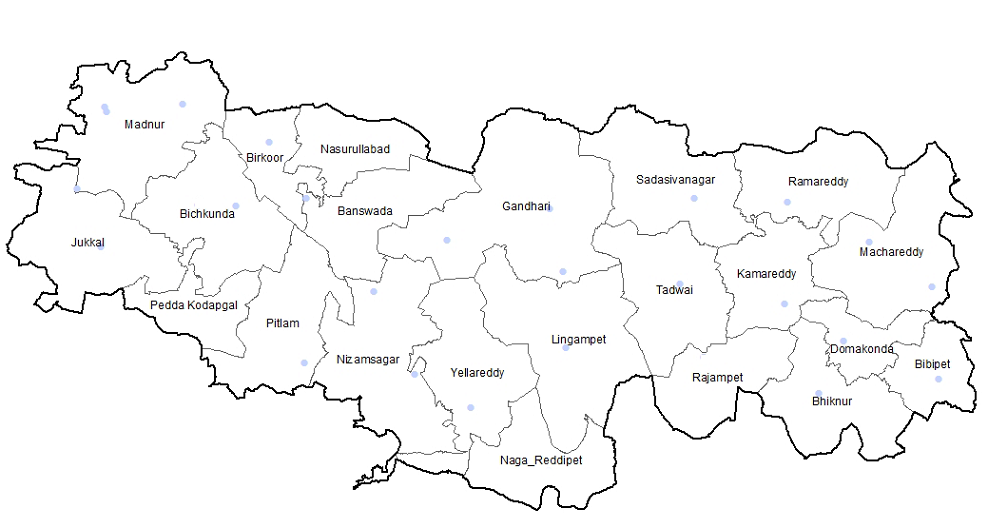 Madnur
Birkoor
Nasurullabad
Sadasivanagar
Ramareddy
Bichkunda
Banswada
Gandhari
Jukkal
Machareddy
Kamareddy
Tadwai
Pedda Kodapgal
Pitlam
Lingampet
Domakonda
Nizamsagar
Yellareddy
Bibipet
Rajampet
Bhiknur
Naga_Reddipet